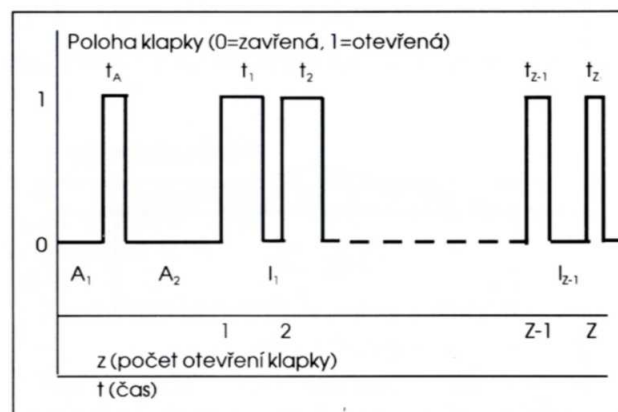 Poloha klapky (0=zavřená, 1=otevřená)
t_A t_1 t_2 t_Z-1 t_Z
1
0
A_1 A_2 I_1 I_Z-1
1 2 Z-1 Z
z (počet otevření klapky)
t (čas)